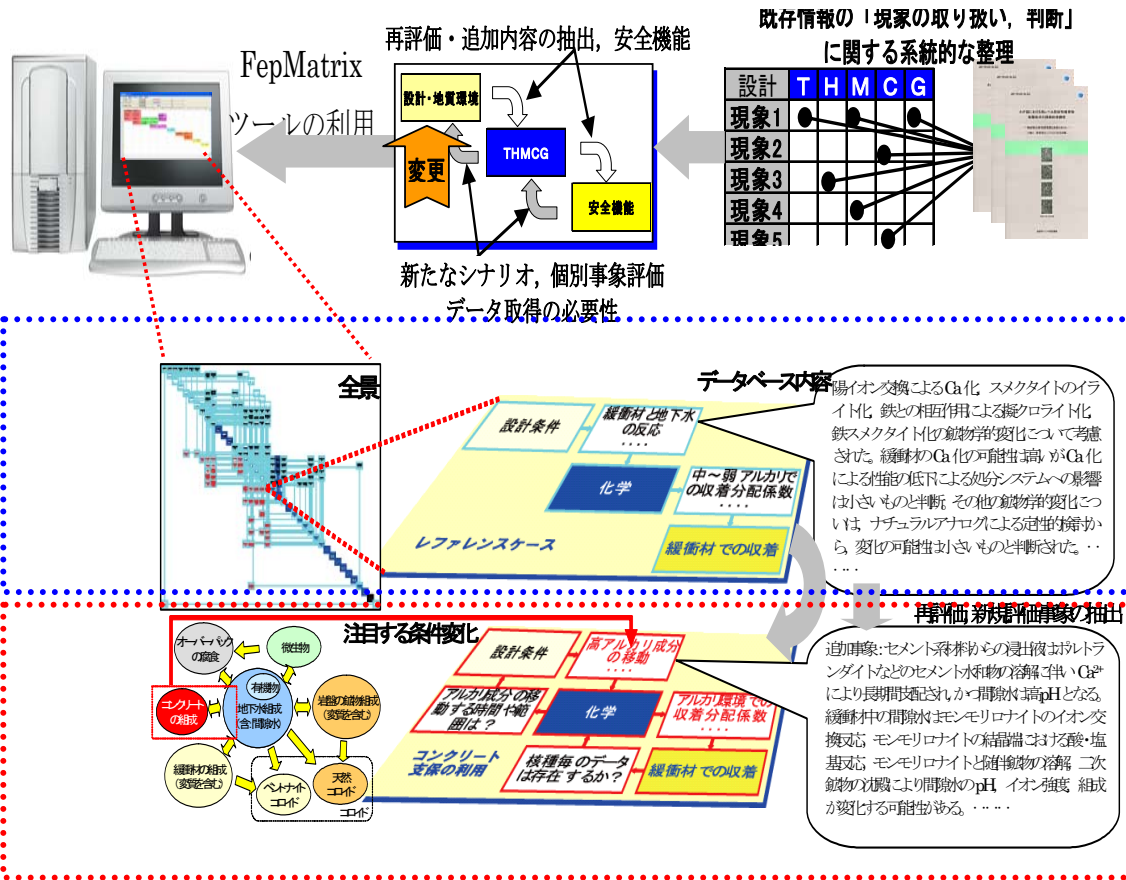 既存情報の「現象の取り扱い，判断」
に関する系統的な整理
再評価・追加内容の抽出，安全機能
FepMatrix
ツールの利用
設計・地質環境
THMCG
安全機能
変更
設計 T H M C G
現象1
現象2
現象3
現象4
現象5
新たなシナリオ，個別事象評価
データ取得の必要性
全景
データベース内容
設計条件
緩衝材と地下水
の反応
‥‥
化学
中～弱アルカリで
の収着分配係数
‥‥
緩衝材での収着
レファレンスケース
陽イオン交換によるCa化，スメクタイトのイラ
イト化，鉄との相互作用による擬クロライト化，
鉄スメクタイト化の鉱物学的変化について考慮
された。緩衝材のCa化の可能性は高いがCa化
による性能の低下による処分システムへの影響
は小さいものと判断。その他の鉱物学的変化につ
いは，ナチュラルアナログによる定性的検討か
ら，変化の可能性は小さいものと判断された。‥
‥‥
再評価，新規評価事象の抽出
注目する条件変化
オーバーパック
の腐食
微生物
有機物
コンクリート
の組成
地下水組成
(含：間隙水)
岩盤の鉱物組成
(変質を含む)
緩衝材の組成
(変質を含む)
ベントナイト
コロイド
天然
コロイド
コロイド
設計条件
高アルカリ成分
の移動
‥‥
アルカリ成分の移
動する時間や範
囲は？
化学
アルカリ環境での
収着分配係数
‥‥
コンクリート
支保の利用
核種毎のデータ
は存在するか？
緩衝材での収着
追加事象：セメント系材料からの浸出液はポルトラ
ンダイトなどのセメント水和物の溶解に伴いCa²⁺
により長期間支配され，かつ間隙水は高pHとなる。
緩衝材中の間隙水はモンモリロナイトのイオン交
換反応，モンモリロナイトの結晶端における酸・塩
基反応，モンモリロナイトと随伴鉱物の溶解，二次
鉱物の沈殿により間隙水のpH，イオン強度，組成
が変化する可能性がある。‥‥‥